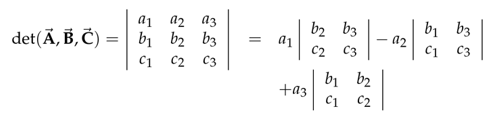 det(A⃗, B⃗, C⃗) = | a₁ a₂ a₃ | = a₁ | b₂ b₃ | − a₂ | b₁ b₃ |
| b₁ b₂ b₃ | | c₂ c₃ | | c₁ c₃ |
| c₁ c₂ c₃ |
+a₃ | b₁ b₂ |
| c₁ c₂ |